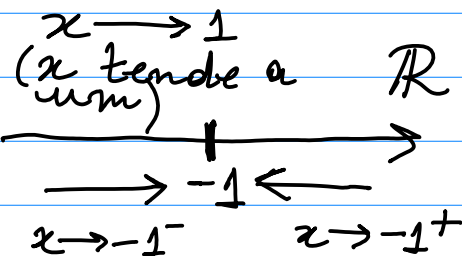 x → 1
(x tende a ℝ
um)
→ -1 ←
x → -1⁻ x → -1⁺